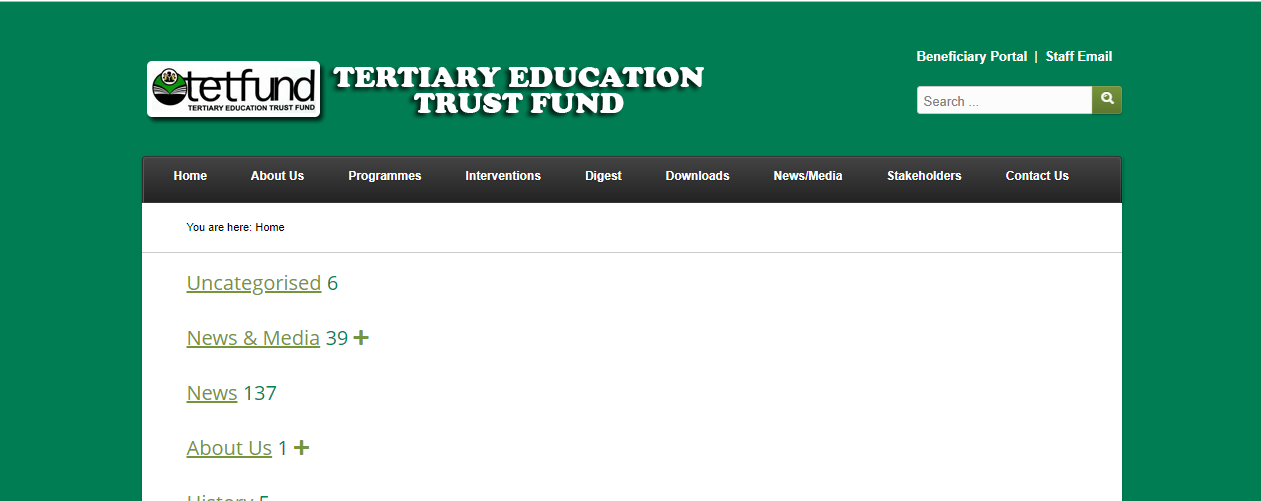 Beneficiary Portal | Staff Email
tetfund
TERTIARY EDUCATION TRUST FUND
TERTIARY EDUCATION
TRUST FUND
Search ...
Home About Us Programmes Interventions Digest Downloads News/Media Stakeholders Contact Us
You are here: Home
Uncategorised 6
News & Media 39 +
News 137
About Us 1 +
History 5